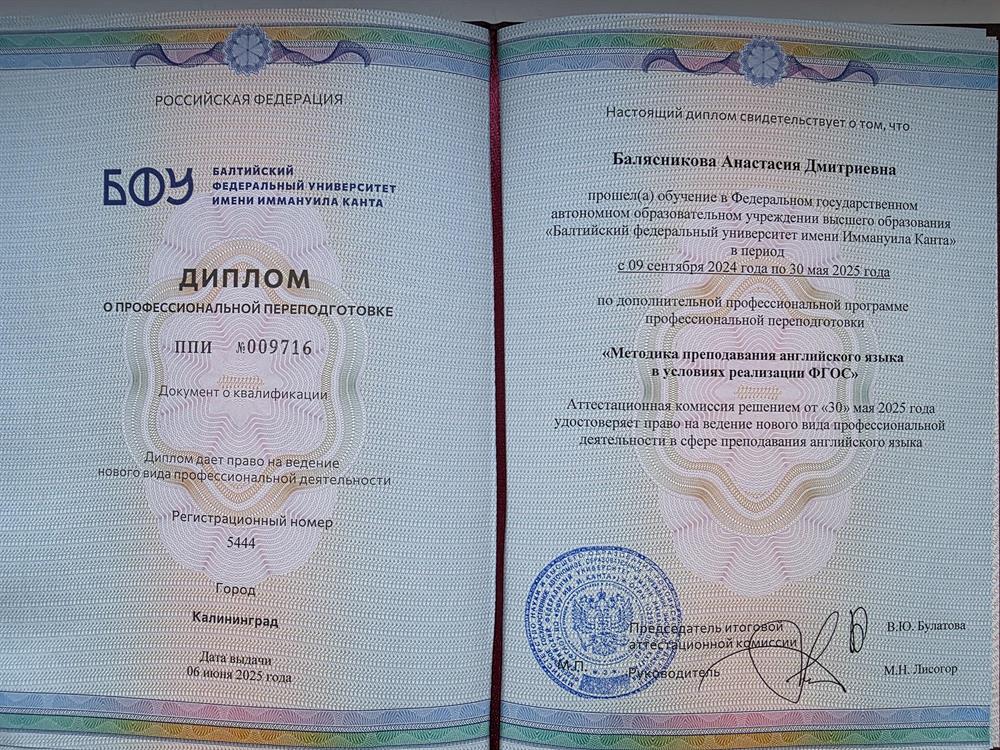 РОССИЙСКАЯ ФЕДЕРАЦИЯ
БФУ
БАЛТИЙСКИЙ
ФЕДЕРАЛЬНЫЙ УНИВЕРСИТЕТ
ИМЕНИ ИММАНУИЛА КАНТА
ДИПЛОМ
О ПРОФЕССИОНАЛЬНОЙ ПЕРЕПОДГОТОВКЕ
ППИ №009716
Документ о квалификации
Диплом дает право на ведение
нового вида профессиональной деятельности
Регистрационный номер
5444
Город
Калининград
Дата выдачи
06 июня 2025 года
Настоящий диплом свидетельствует о том, что
Балясникова Анастасия Дмитриевна
прошел(а) обучение в Федеральном государственном
автономном образовательном учреждении высшего образования
«Балтийский федеральный университет имени Иммануила Канта»
в период
с 09 сентября 2024 года по 30 мая 2025 года
по дополнительной профессиональной программе
профессиональной переподготовки
«Методика преподавания английского языка
в условиях реализации ФГОС»
Аттестационная комиссия решением от «30» мая 2025 года
удостоверяет право на ведение нового вида профессиональной
деятельности в сфере преподавания английского языка
Председатель итоговой
аттестационной комиссии
В.Ю. Булатова
М.П.
Руководитель
М.Н. Лисогор